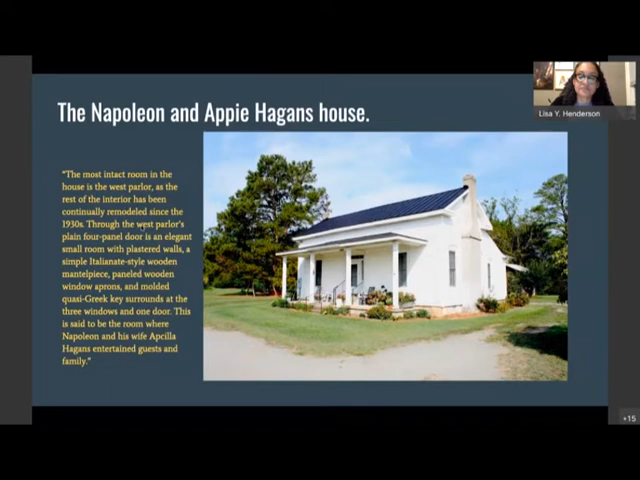 The Napoleon and Appie Hagans house.
Lisa Y. Henderson
"The most intact room in the
house is the west parlor, as the
rest of the interior has been
continually remodeled since the
1930s. Through the west parlor's
plain four-panel door is an elegant
small room with plastered walls, a
simple Italianate-style wooden
mantelpiece, paneled wooden
window aprons, and molded
quasi-Greek key surrounds at the
three windows and one door. This
is said to be the room where
Napoleon and his wife Apcilla
Hagans entertained guests and
family."
+15